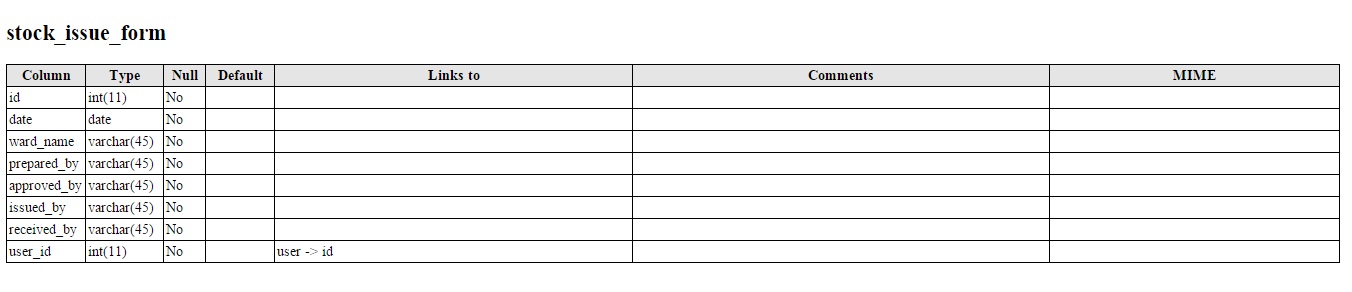 stock_issue_form
Column Type Null Default Links to Comments MIME
id int(11) No
date date No
ward_name varchar(45) No
prepared_by varchar(45) No
approved_by varchar(45) No
issued_by varchar(45) No
received_by varchar(45) No
user_id int(11) No user -> id